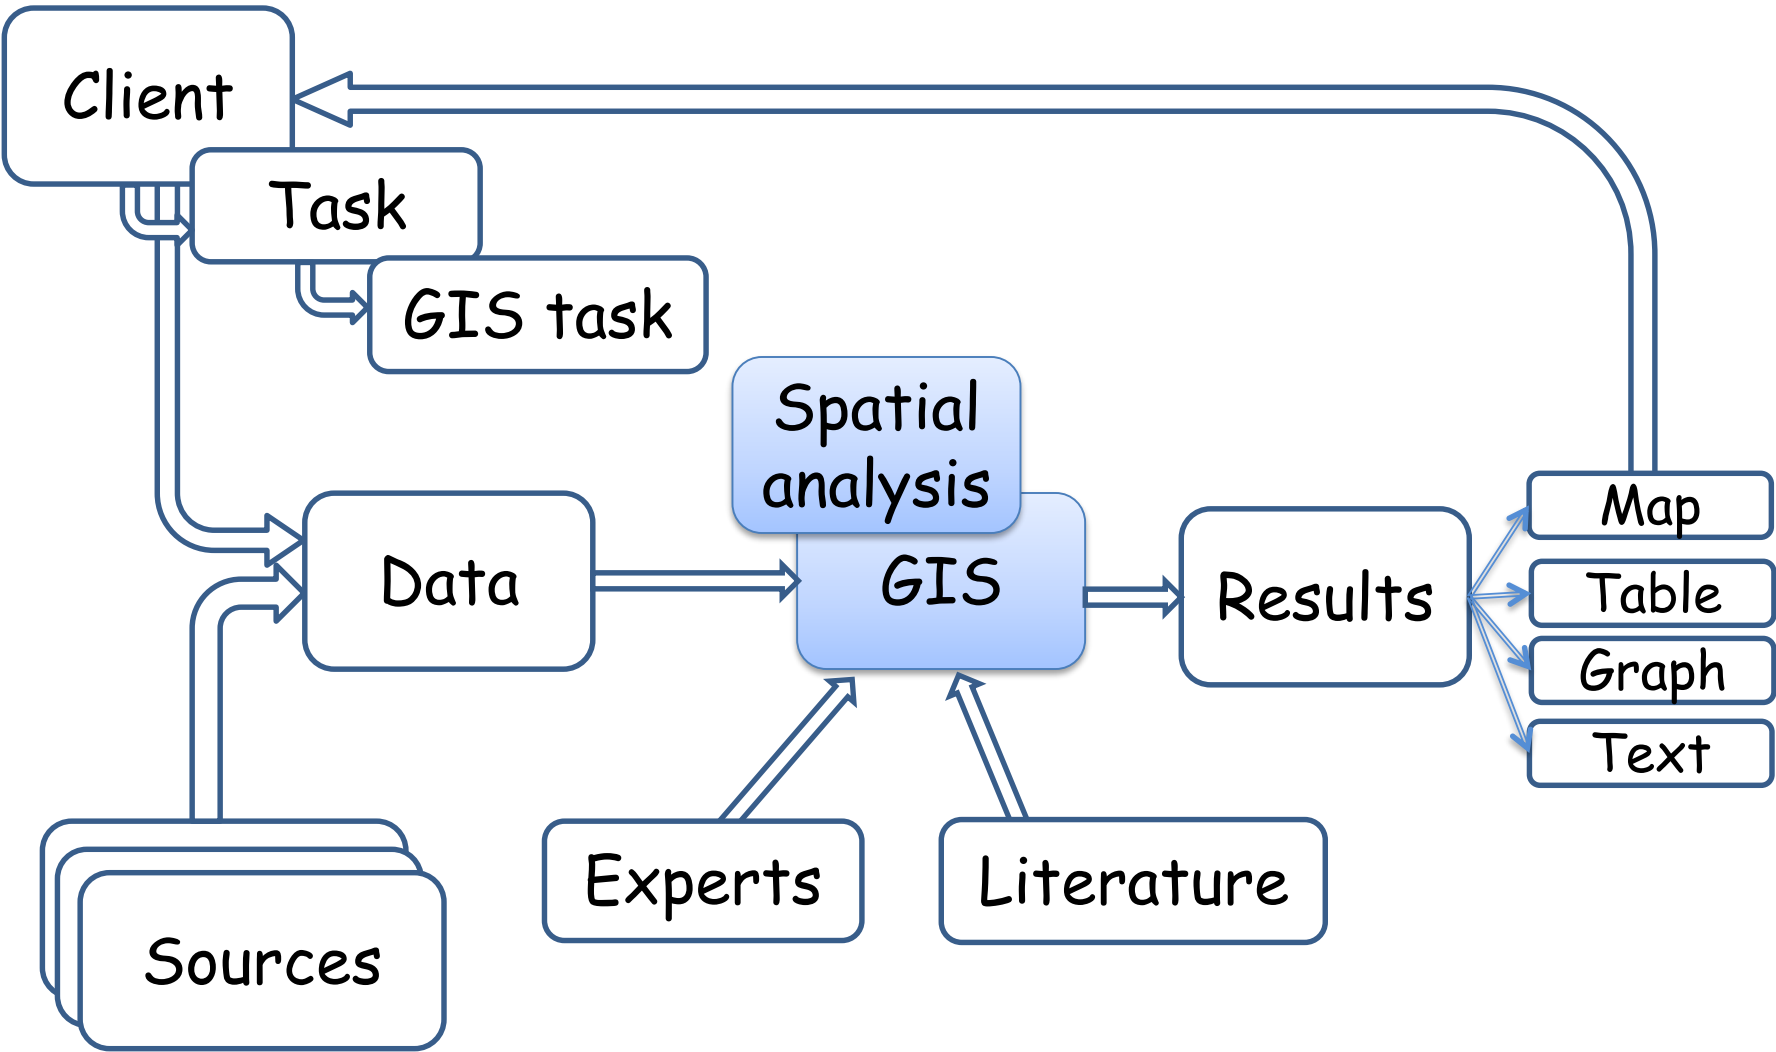 Client
Task
GIS task
Spatial
analysis
Data
GIS
Results
Map
Table
Graph
Text
Experts
Literature
Sources